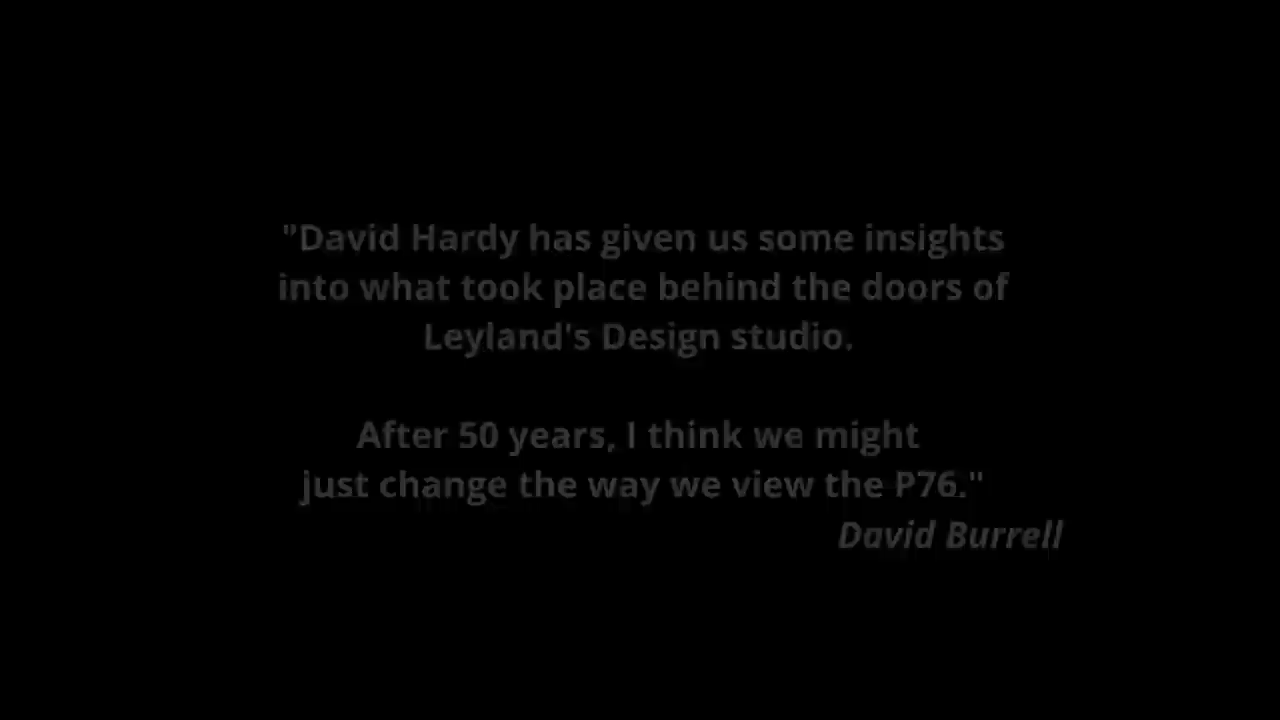 "David Hardy has given us some insights
into what took place behind the doors of
Leyland's Design studio.
After 50 years, I think we might
just change the way we view the P76."
David Burrell